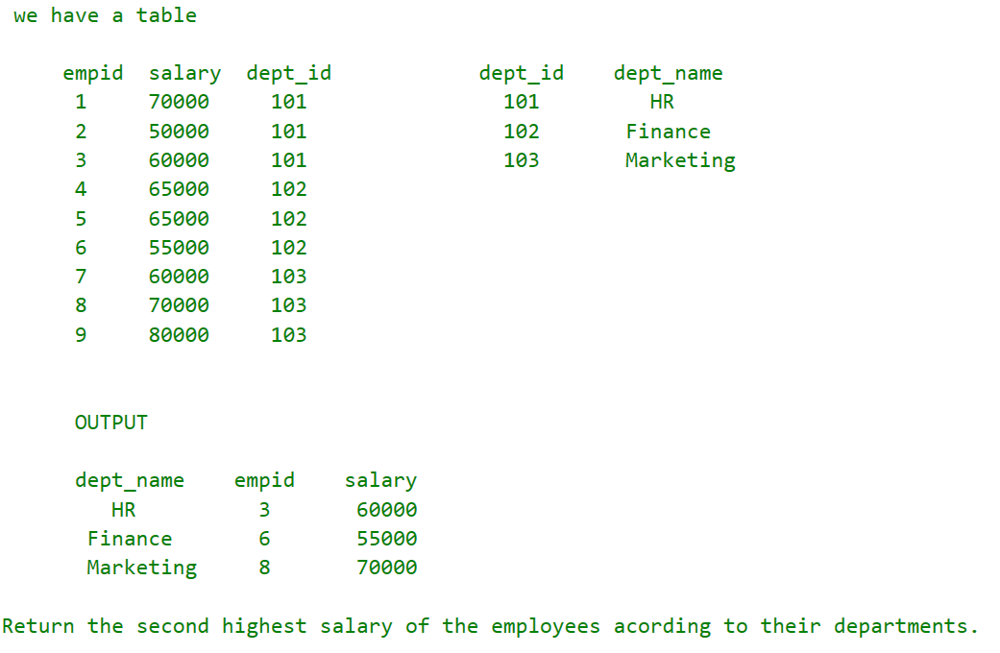 we have a table
empid salary dept_id dept_id dept_name
1 70000 101 101 HR
2 50000 101 102 Finance
3 60000 101 103 Marketing
4 65000 102
5 65000 102
6 55000 102
7 60000 103
8 70000 103
9 80000 103
OUTPUT
dept_name empid salary
HR 3 60000
Finance 6 55000
Marketing 8 70000
Return the second highest salary of the employees acording to their departments.